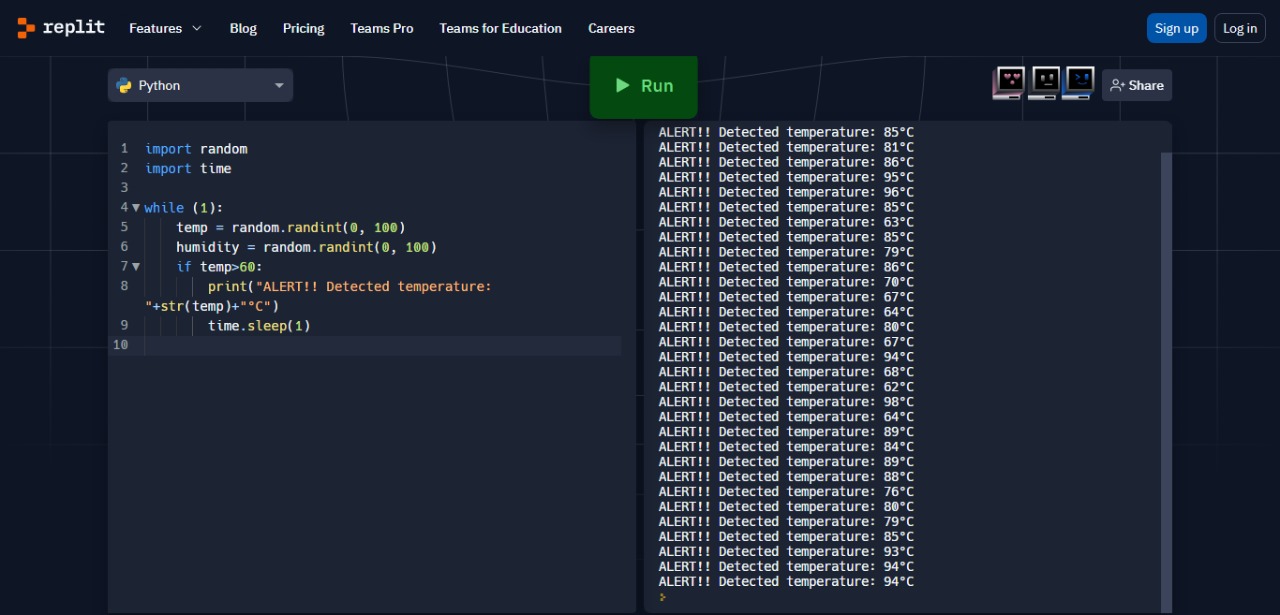 replit Features Blog Pricing Teams Pro Teams for Education Careers Sign up Log in
Python Run Share
1 import random
2 import time
3
4 while (1):
5 temp = random.randint(0, 100)
6 humidity = random.randint(0, 100)
7 if temp>60:
8 print("ALERT!! Detected temperature:
"+str(temp)+"°C")
9 time.sleep(1)
10
ALERT!! Detected temperature: 85°C
ALERT!! Detected temperature: 81°C
ALERT!! Detected temperature: 86°C
ALERT!! Detected temperature: 95°C
ALERT!! Detected temperature: 96°C
ALERT!! Detected temperature: 85°C
ALERT!! Detected temperature: 63°C
ALERT!! Detected temperature: 85°C
ALERT!! Detected temperature: 79°C
ALERT!! Detected temperature: 86°C
ALERT!! Detected temperature: 70°C
ALERT!! Detected temperature: 67°C
ALERT!! Detected temperature: 64°C
ALERT!! Detected temperature: 80°C
ALERT!! Detected temperature: 67°C
ALERT!! Detected temperature: 94°C
ALERT!! Detected temperature: 68°C
ALERT!! Detected temperature: 62°C
ALERT!! Detected temperature: 98°C
ALERT!! Detected temperature: 64°C
ALERT!! Detected temperature: 89°C
ALERT!! Detected temperature: 84°C
ALERT!! Detected temperature: 89°C
ALERT!! Detected temperature: 88°C
ALERT!! Detected temperature: 76°C
ALERT!! Detected temperature: 80°C
ALERT!! Detected temperature: 79°C
ALERT!! Detected temperature: 85°C
ALERT!! Detected temperature: 93°C
ALERT!! Detected temperature: 94°C
ALERT!! Detected temperature: 94°C